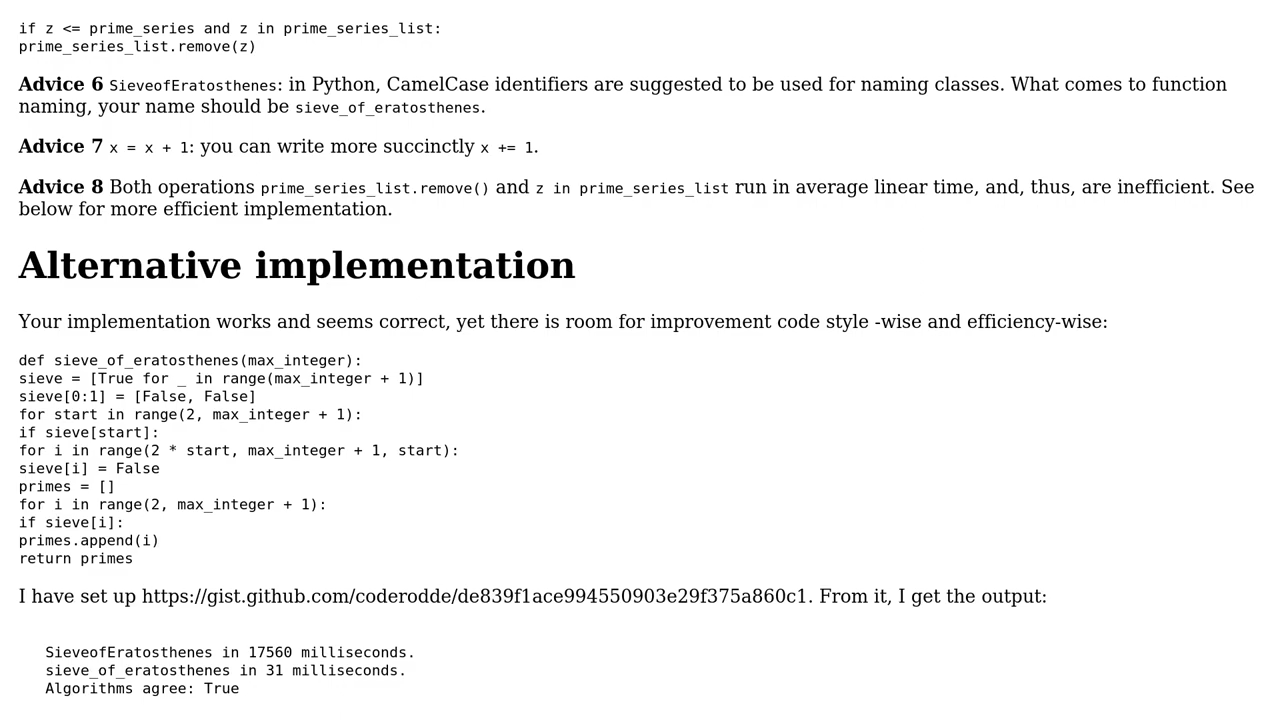 if z <= prime_series and z in prime_series_list:
prime_series_list.remove(z)
Advice 6 SieveofEratosthenes: in Python, CamelCase identifiers are suggested to be used for naming classes. What comes to function
naming, your name should be sieve_of_eratosthenes.
Advice 7 x = x + 1: you can write more succinctly x += 1.
Advice 8 Both operations prime_series_list.remove() and z in prime_series_list run in average linear time, and, thus, are inefficient. See
below for more efficient implementation.
Alternative implementation
Your implementation works and seems correct, yet there is room for improvement code style -wise and efficiency-wise:
def sieve_of_eratosthenes(max_integer):
sieve = [True for _ in range(max_integer + 1)]
sieve[0:1] = [False, False]
for start in range(2, max_integer + 1):
if sieve[start]:
for i in range(2 * start, max_integer + 1, start):
sieve[i] = False
primes = []
for i in range(2, max_integer + 1):
if sieve[i]:
primes.append(i)
return primes
I have set up https://gist.github.com/coderodde/de839f1ace994550903e29f375a860c1. From it, I get the output:
SieveofEratosthenes in 17560 milliseconds.
sieve_of_eratosthenes in 31 milliseconds.
Algorithms agree: True